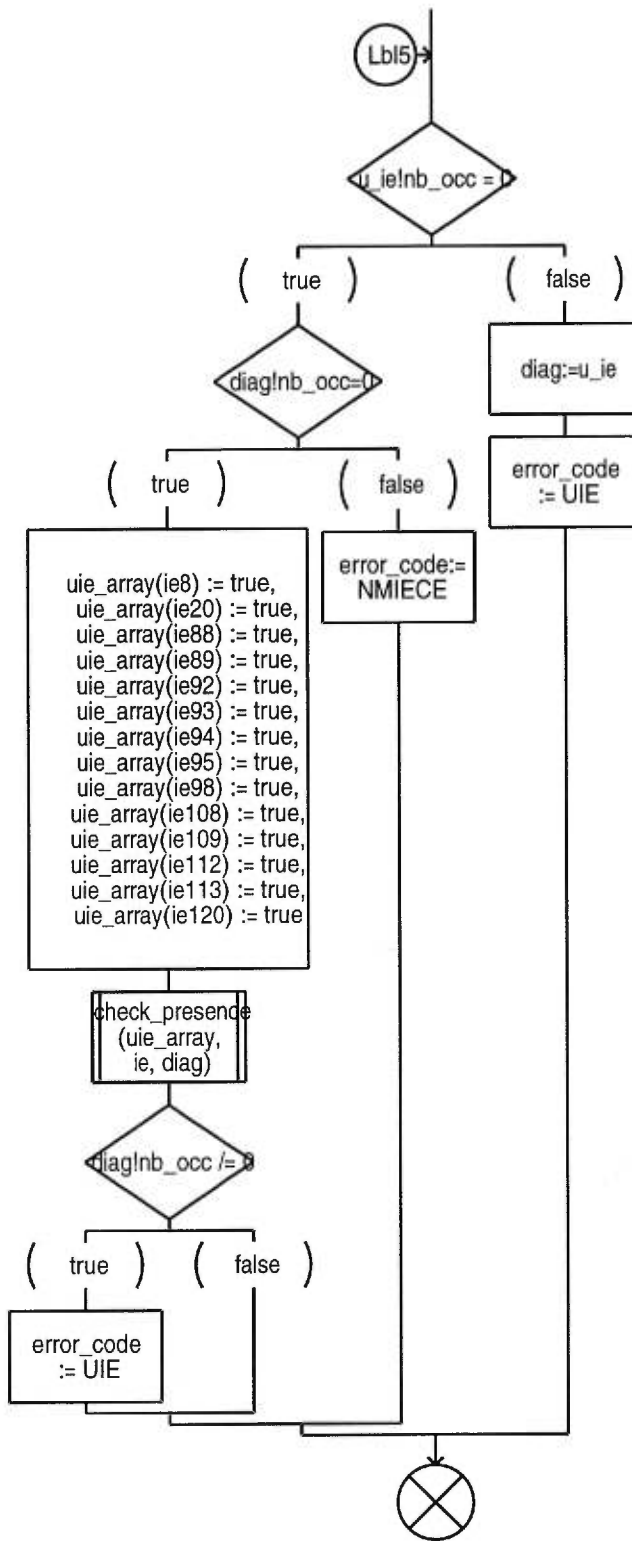 Lbl5
u_ie!nb_occ = 0
( true )
( false )
diag!nb_occ=0
diag:=u_ie
error_code
:= UIE
( true )
( false )
error_code:=
NMIECE
uie_array(ie8) := true,
uie_array(ie20) := true,
uie_array(ie88) := true,
uie_array(ie89) := true,
uie_array(ie92) := true,
uie_array(ie93) := true,
uie_array(ie94) := true,
uie_array(ie95) := true,
uie_array(ie98) := true,
uie_array(ie108) := true,
uie_array(ie109) := true,
uie_array(ie112) := true,
uie_array(ie113) := true,
uie_array(ie120) := true
check_presence
(uie_array,
ie, diag)
diag!nb_occ /= 0
( true )
( false )
error_code
:= UIE